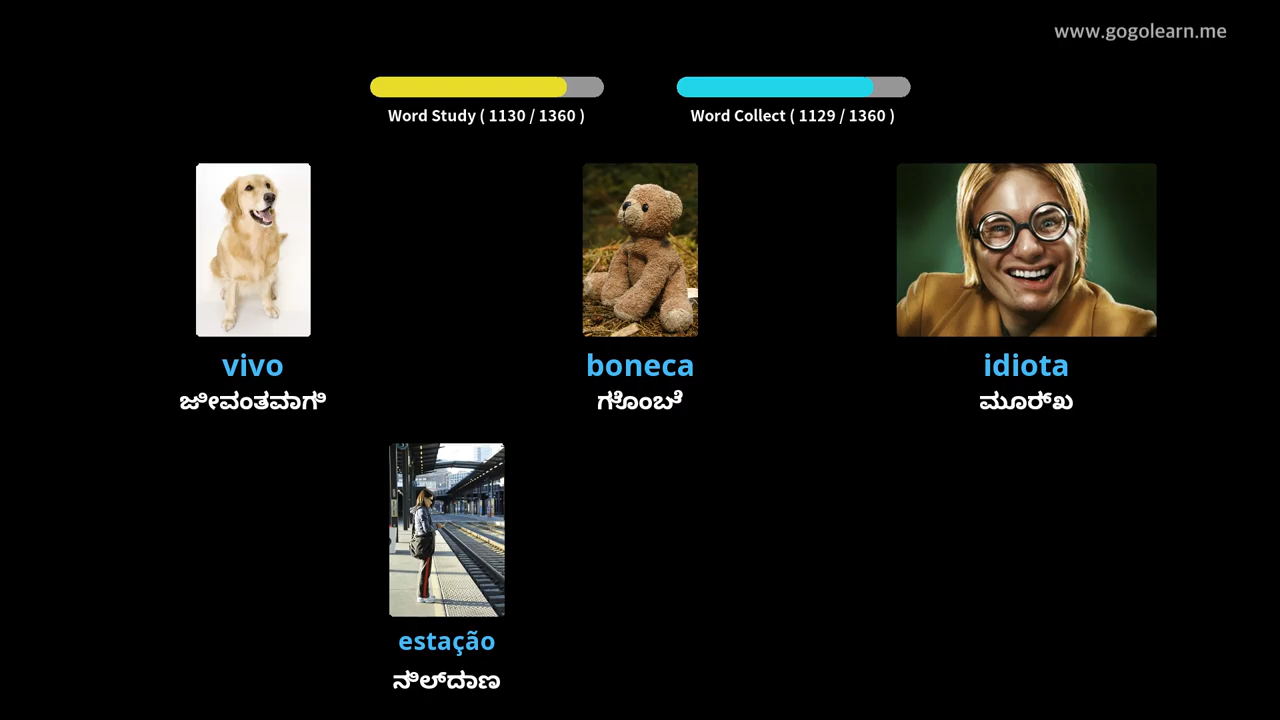 www.gogolearn.me
Word Study ( 1130 / 1360 )
Word Collect ( 1129 / 1360 )
vivo
ಜೀವಂತವಾಗಿ
boneca
ಗೊಂಬೆ
idiota
ಮೂರ್ಖ
estação
ನಿಲ್ದಾಣ